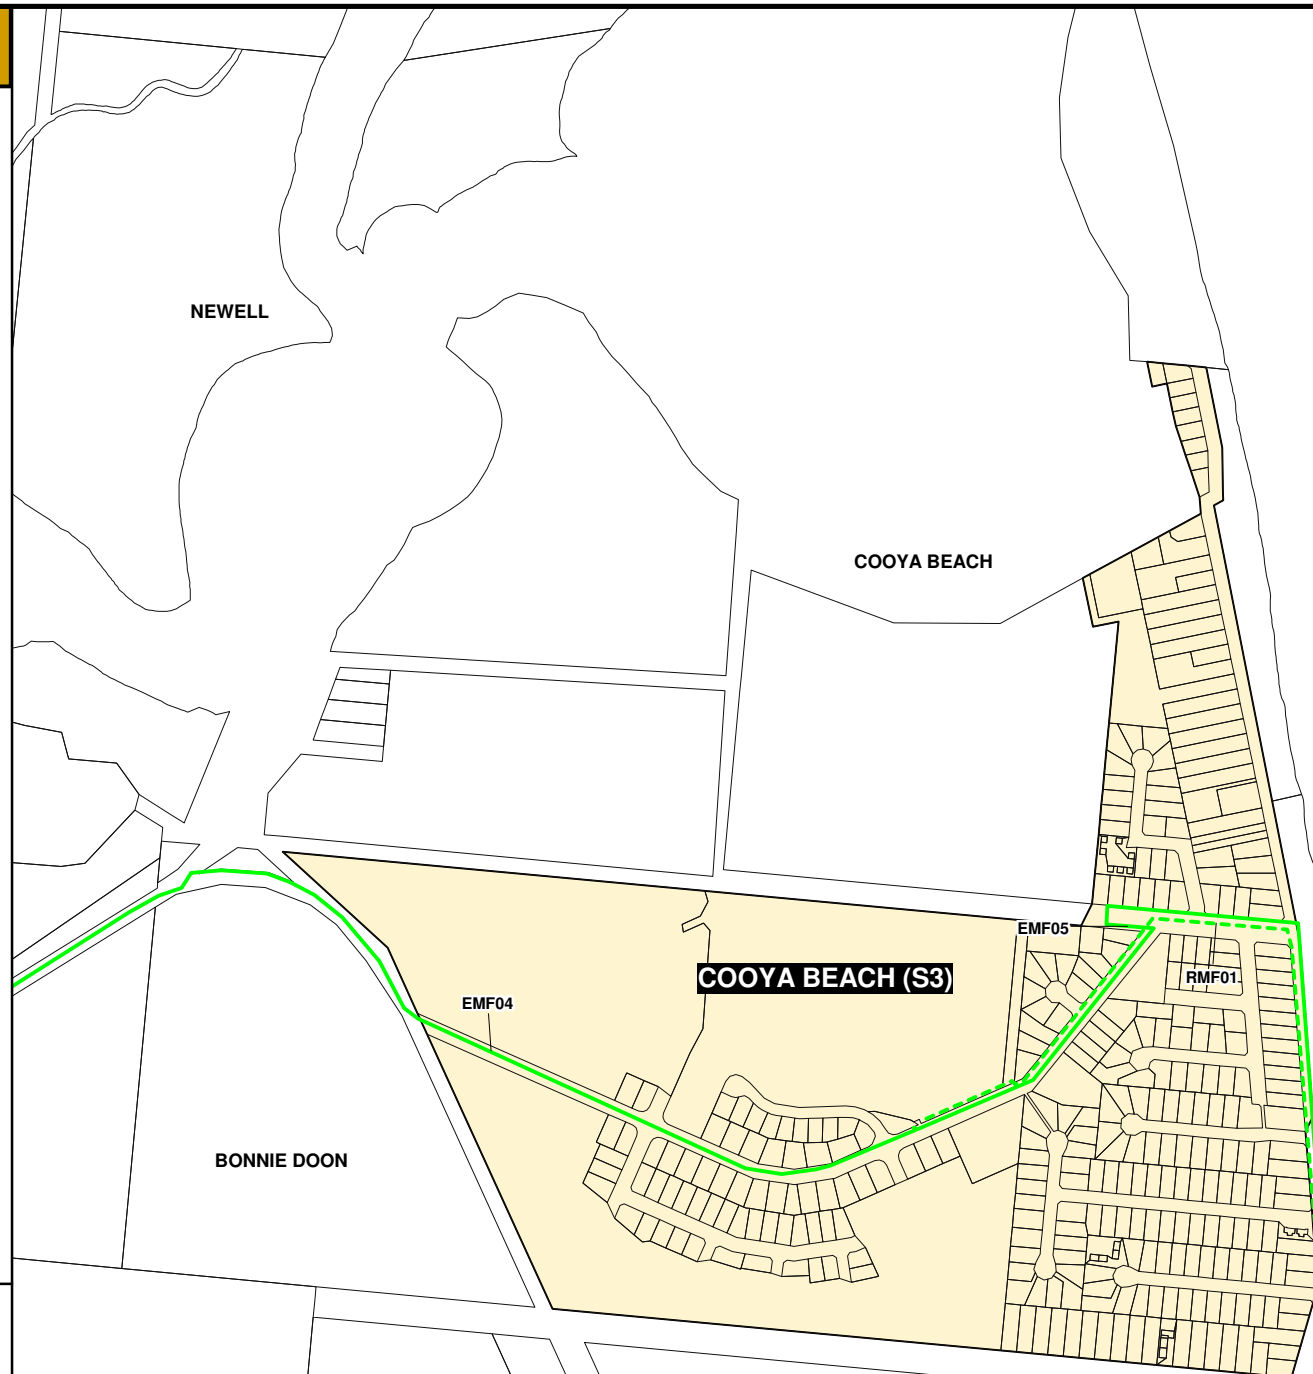 NEWELL
COOYA BEACH
EMF05
COOYA BEACH (S3)
RMF01
EMF04
BONNIE DOON